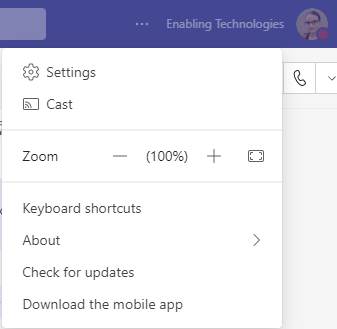 Enabling Technologies
Settings
Cast
Zoom — (100%) +
Keyboard shortcuts
About
Check for updates
Download the mobile app